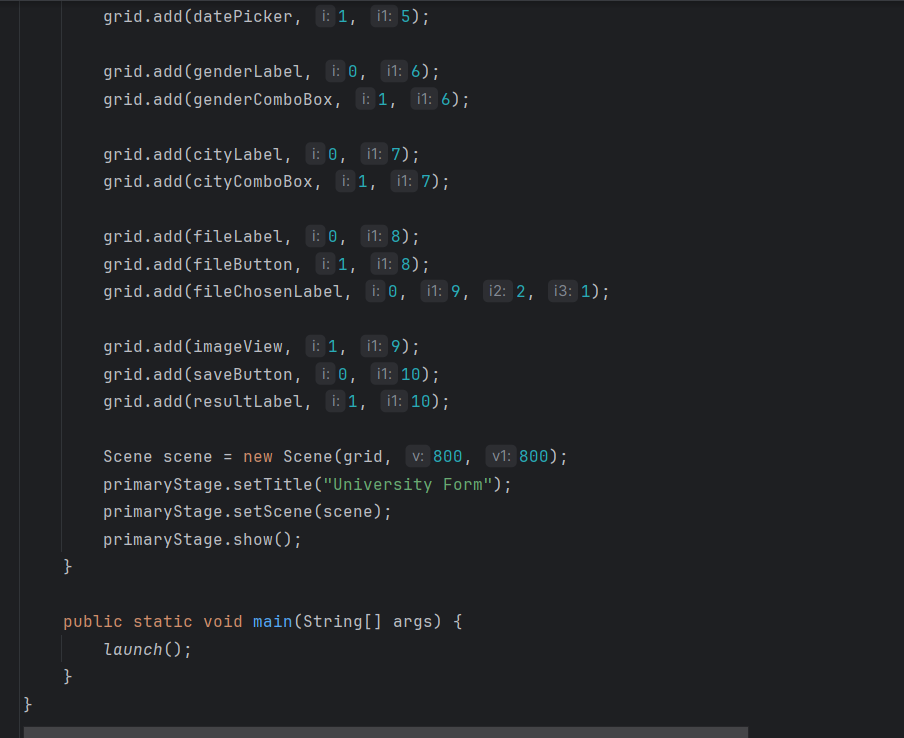 grid.add(datePicker, i: 1, i1: 5);
grid.add(genderLabel, i: 0, i1: 6);
grid.add(genderComboBox, i: 1, i1: 6);
grid.add(cityLabel, i: 0, i1: 7);
grid.add(cityComboBox, i: 1, i1: 7);
grid.add(fileLabel, i: 0, i1: 8);
grid.add(fileButton, i: 1, i1: 8);
grid.add(fileChosenLabel, i: 0, i1: 9, i2: 2, i3: 1);
grid.add(imageView, i: 1, i1: 9);
grid.add(saveButton, i: 0, i1: 10);
grid.add(resultLabel, i: 1, i1: 10);
Scene scene = new Scene(grid, v: 800, v1: 800);
primaryStage.setTitle("University Form");
primaryStage.setScene(scene);
primaryStage.show();
}
public static void main(String[] args) {
launch();
}
}